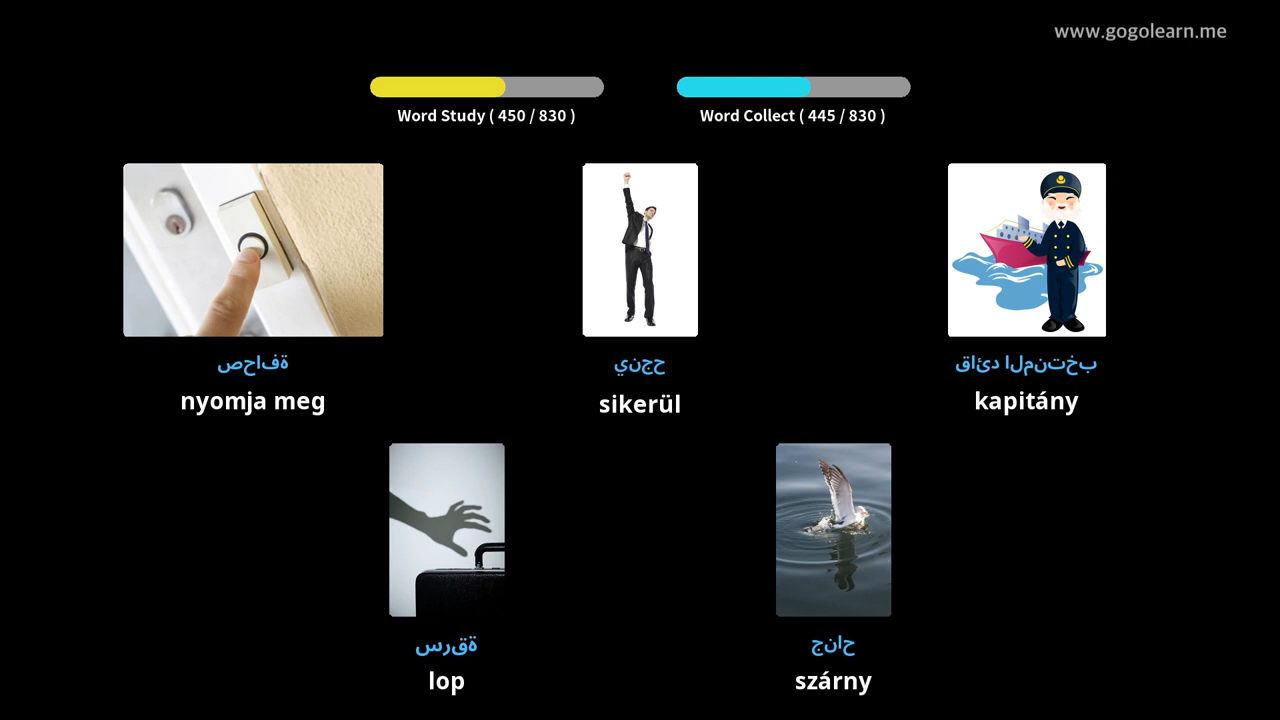 www.gogolearn.me
Word Study ( 450 / 830 )
Word Collect ( 445 / 830 )
صحافة
nyomja meg
ينجح
sikerül
قائد المنتخب
kapitány
سرقة
lop
جناح
szárny